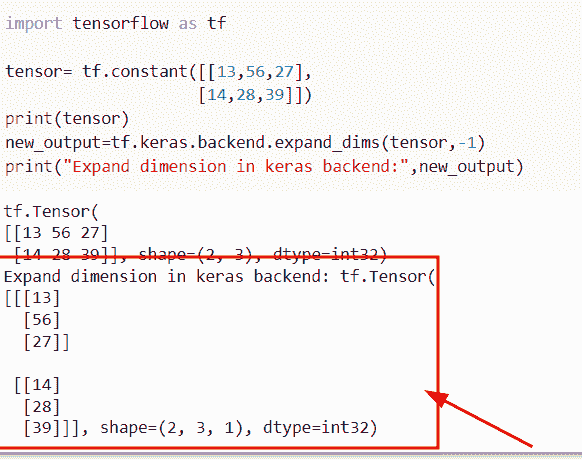 import tensorflow as tf
tensor= tf.constant([[13,56,27],
[14,28,39]])
print(tensor)
new_output=tf.keras.backend.expand_dims(tensor,-1)
print("Expand dimension in keras backend:",new_output)
tf.Tensor(
[[13 56 27]
[14 28 39]], shape=(2, 3), dtype=int32)
Expand dimension in keras backend: tf.Tensor(
[[[13]
[56]
[27]]
[[14]
[28]
[39]]], shape=(2, 3, 1), dtype=int32)